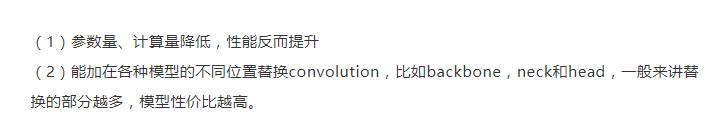 （1）参数量、计算量降低，性能反而提升
（2）能加在各种模型的不同位置替换convolution，比如backbone，neck和head，一般来讲替
换的部分越多，模型性价比越高。